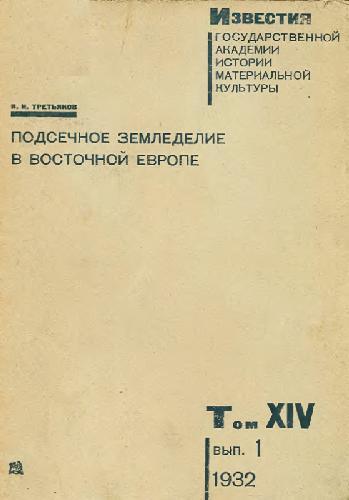 Известия
ГОСУДАРСТВЕННОЙ
АКАДЕМИИ
ИСТОРИИ
МАТЕРИАЛЬНОЙ
КУЛЬТУРЫ
П. Н. ТРЕТЬЯКОВ
ПОДСЕЧНОЕ ЗЕМЛЕДЕЛИЕ
В ВОСТОЧНОЙ ЕВРОПЕ
Том XIV
ВЫП. 1
1932